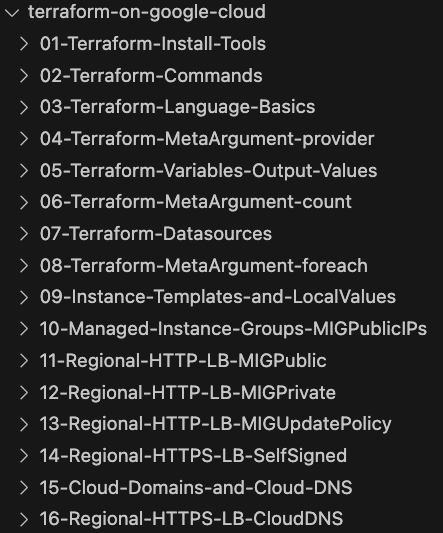 terraform-on-google-cloud
01-Terraform-Install-Tools
02-Terraform-Commands
03-Terraform-Language-Basics
04-Terraform-MetaArgument-provider
05-Terraform-Variables-Output-Values
06-Terraform-MetaArgument-count
07-Terraform-Datasources
08-Terraform-MetaArgument-foreach
09-Instance-Templates-and-LocalValues
10-Managed-Instance-Groups-MIGPublicIPs
11-Regional-HTTP-LB-MIGPublic
12-Regional-HTTP-LB-MIGPrivate
13-Regional-HTTP-LB-MIGUpdatePolicy
14-Regional-HTTPS-LB-SelfSigned
15-Cloud-Domains-and-Cloud-DNS
16-Regional-HTTPS-LB-CloudDNS